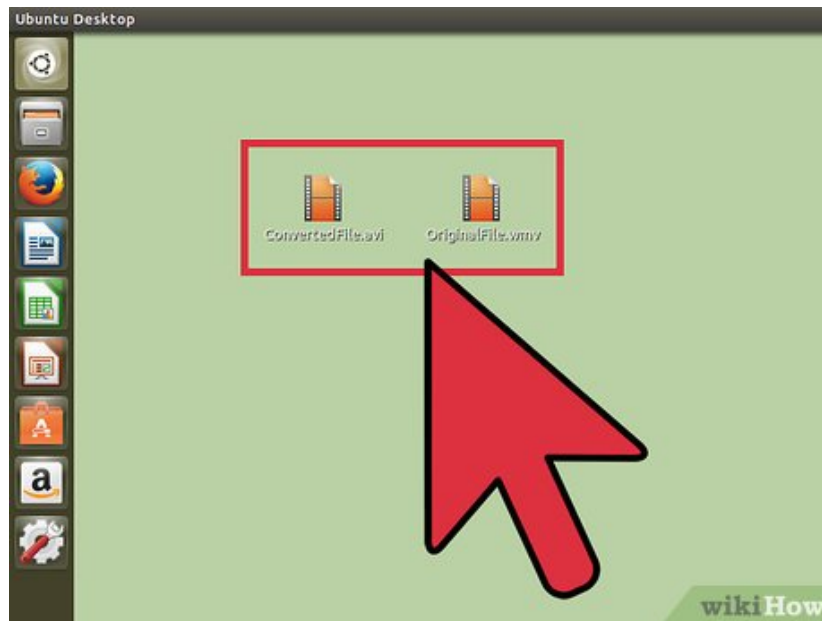 Ubuntu Desktop
ConvertedFile.avi
OriginalFile.wmv
a
wikiHow